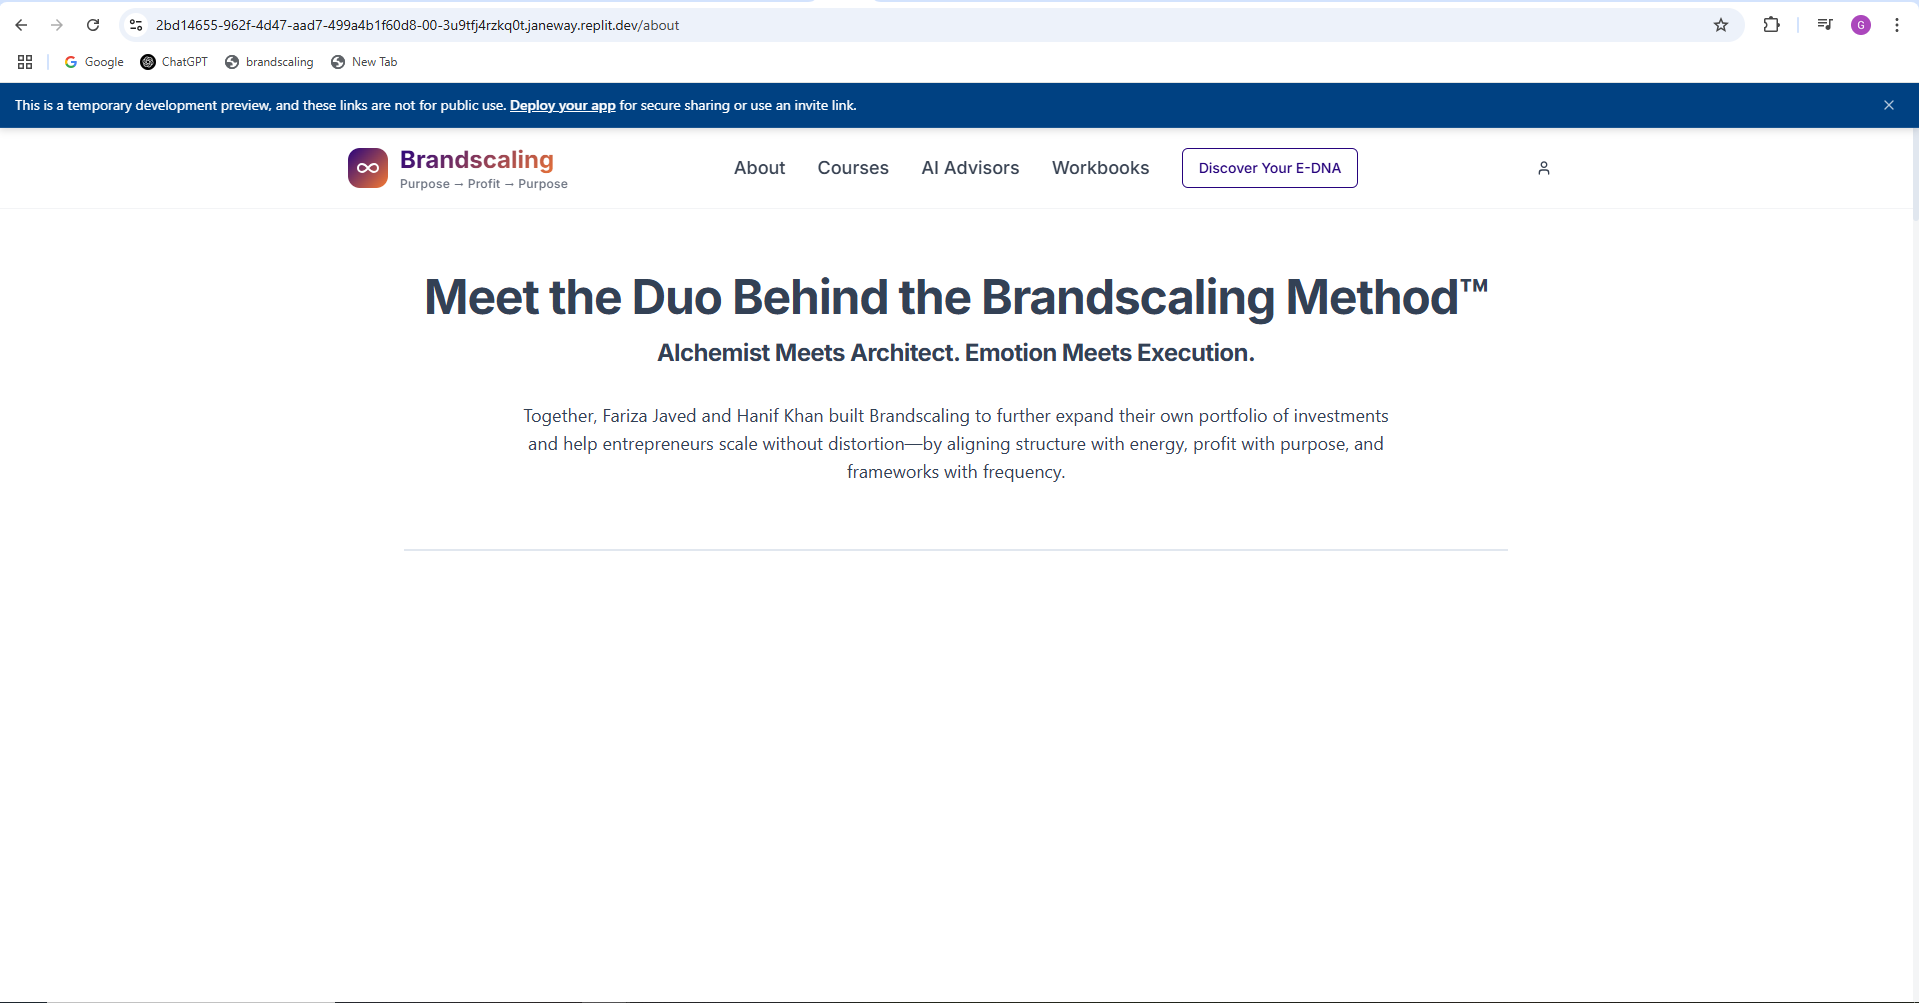 2bd14655-962f-4d47-aad7-499a4b1f60d8-00-3u9tfj4rzkq0t.janeway.replit.dev/about
G
Google
ChatGPT
brandscaling
New Tab
This is a temporary development preview, and these links are not for public use. Deploy your app for secure sharing or use an invite link.
Brandscaling
Purpose → Profit → Purpose
About
Courses
AI Advisors
Workbooks
Discover Your E-DNA
Meet the Duo Behind the Brandscaling Method™
Alchemist Meets Architect. Emotion Meets Execution.
Together, Fariza Javed and Hanif Khan built Brandscaling to further expand their own portfolio of investments
and help entrepreneurs scale without distortion—by aligning structure with energy, profit with purpose, and
frameworks with frequency.